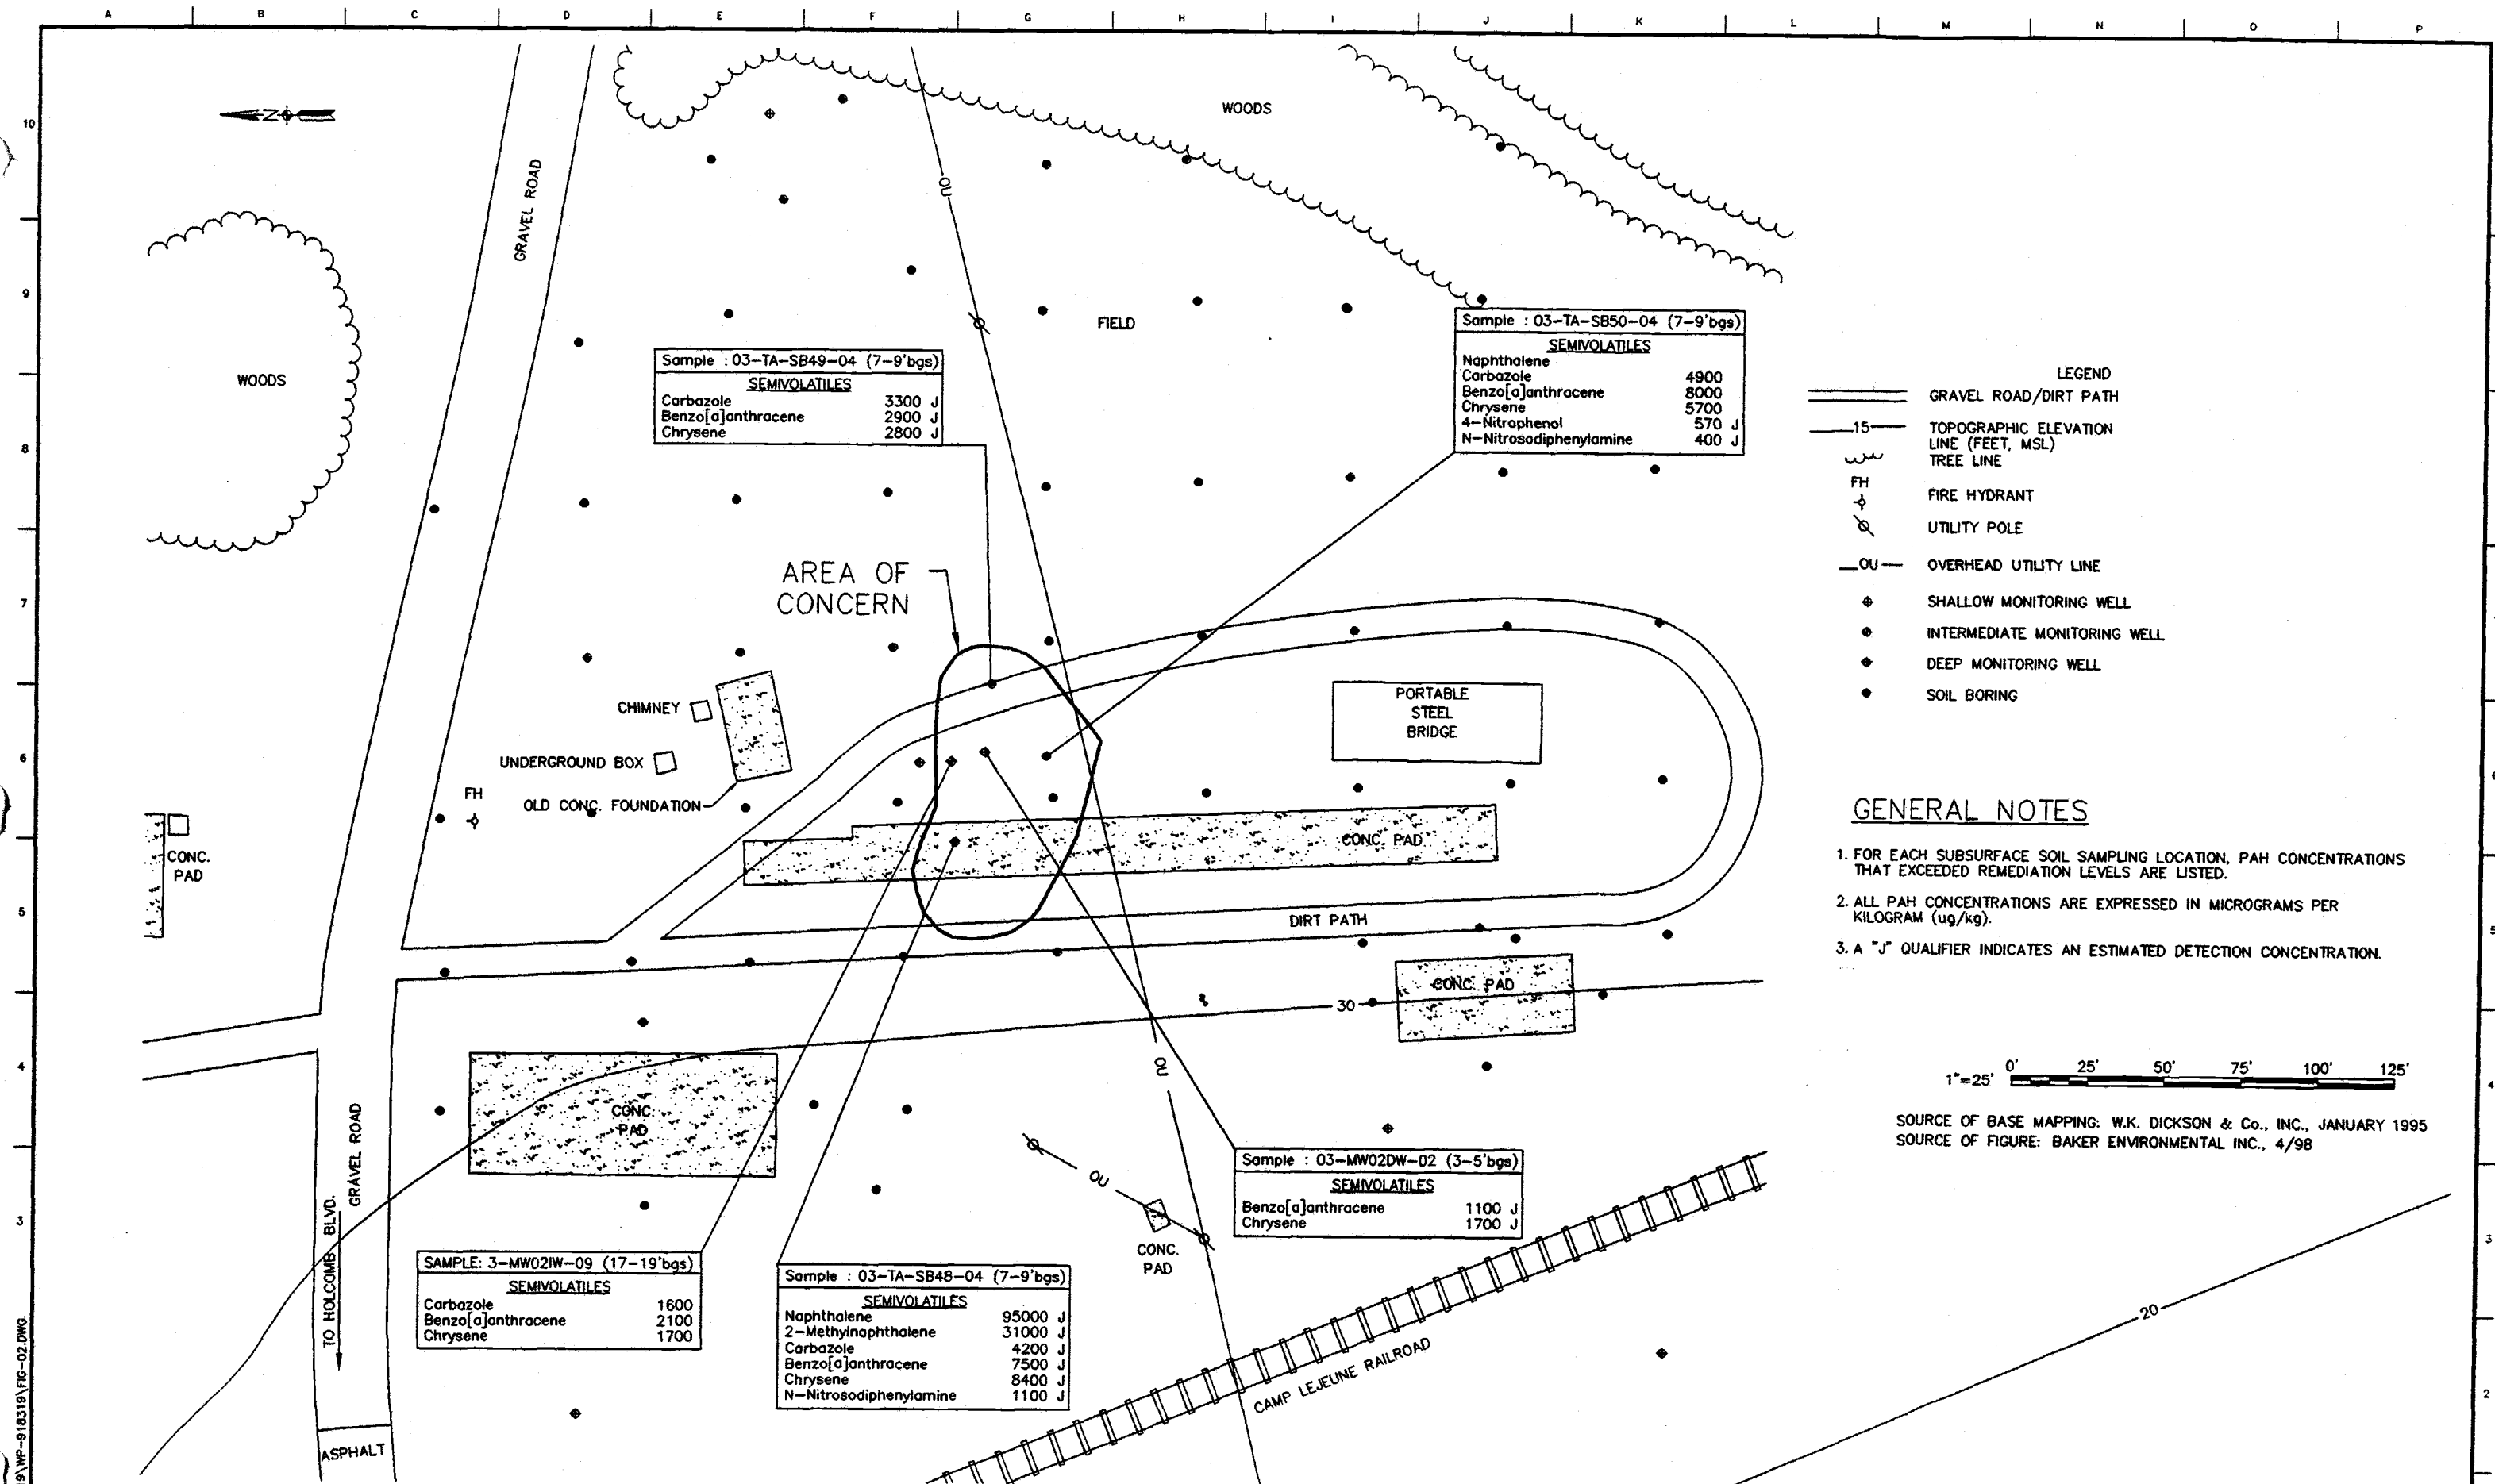 A B C D E F G H I J K L M N O P
10
9
8
7
6
5
4
3
N
WOODS
GRAVEL ROAD
OU
WOODS
FIELD
Sample : 03-TA-SB49-04 (7-9'bgs)
SEMIVOLATILES
Carbazole 3300 J
Benzo[a]anthracene 2900 J
Chrysene 2800 J
Sample : 03-TA-SB50-04 (7-9'bgs)
SEMIVOLATILES
Naphthalene
Carbazole 4900
Benzo[a]anthracene 8000
Chrysene 5700
4-Nitrophenol 570 J
N-Nitrosodiphenylamine 400 J
LEGEND
GRAVEL ROAD/DIRT PATH
15 TOPOGRAPHIC ELEVATION
LINE (FEET, MSL)
TREE LINE
FH
FIRE HYDRANT
UTILITY POLE
OU OVERHEAD UTILITY LINE
SHALLOW MONITORING WELL
INTERMEDIATE MONITORING WELL
DEEP MONITORING WELL
SOIL BORING
AREA OF
CONCERN
CHIMNEY
UNDERGROUND BOX
OLD CONC. FOUNDATION
FH
PORTABLE
STEEL
BRIDGE
CONC. PAD
CONC.
PAD
DIRT PATH
CONC. PAD
30
GENERAL NOTES
1. FOR EACH SUBSURFACE SOIL SAMPLING LOCATION, PAH CONCENTRATIONS
THAT EXCEEDED REMEDIATION LEVELS ARE LISTED.
2. ALL PAH CONCENTRATIONS ARE EXPRESSED IN MICROGRAMS PER
KILOGRAM (ug/kg).
3. A "J" QUALIFIER INDICATES AN ESTIMATED DETECTION CONCENTRATION.
1"=25' 0' 25' 50' 75' 100' 125'
SOURCE OF BASE MAPPING: W.K. DICKSON & Co., INC., JANUARY 1995
SOURCE OF FIGURE: BAKER ENVIRONMENTAL INC., 4/98
OU
CONC.
PAD
GRAVEL ROAD
TO HOLCOMB BLVD.
OU
CONC.
PAD
Sample : 03-MW02DW-02 (3-5'bgs)
SEMIVOLATILES
Benzo[a]anthracene 1100 J
Chrysene 1700 J
SAMPLE: 3-MW02IW-09 (17-19'bgs)
SEMIVOLATILES
Carbazole 1600
Benzo[a]anthracene 2100
Chrysene 1700
Sample : 03-TA-SB48-04 (7-9'bgs)
SEMIVOLATILES
Naphthalene 95000 J
2-Methylnaphthalene 31000 J
Carbazole 4200 J
Benzo[a]anthracene 7500 J
Chrysene 8400 J
N-Nitrosodiphenylamine 1100 J
CAMP LEJEUNE RAILROAD
20
ASPHALT
5
4
3
2
9\WP-918319\FIG-02.DWG